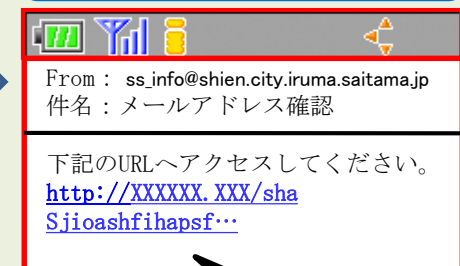 From： ss_info@shien.city.iruma.saitama.jp
件名：メールアドレス確認
下記のURLへアクセスしてください。
http://XXXXXX.XXX/sha
Sjioashfihapsf…